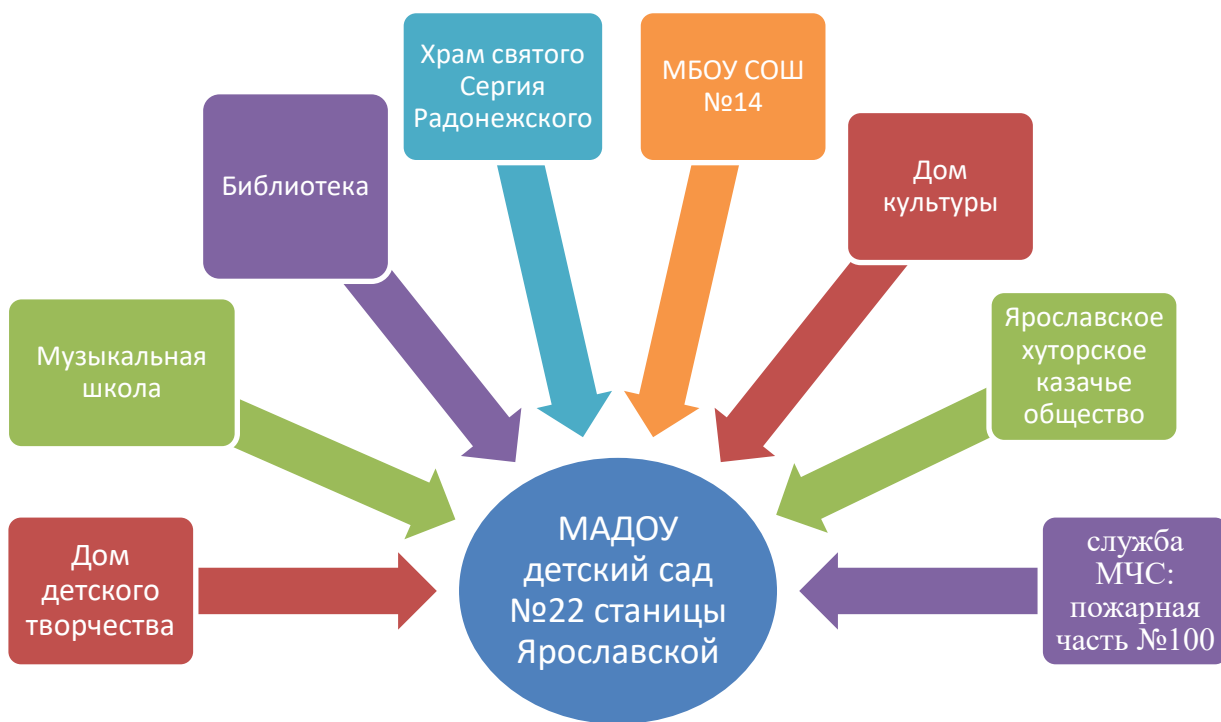 Храм святого
Сергия
Радонежского
МБОУ СОШ
№14
Библиотека
Дом
культуры
Музыкальная
школа
Ярославское
хуторское
казачье
общество
Дом
детского
творчества
МАДОУ
детский сад
№22 станицы
Ярославской
служба
МЧС:
пожарная
часть №100